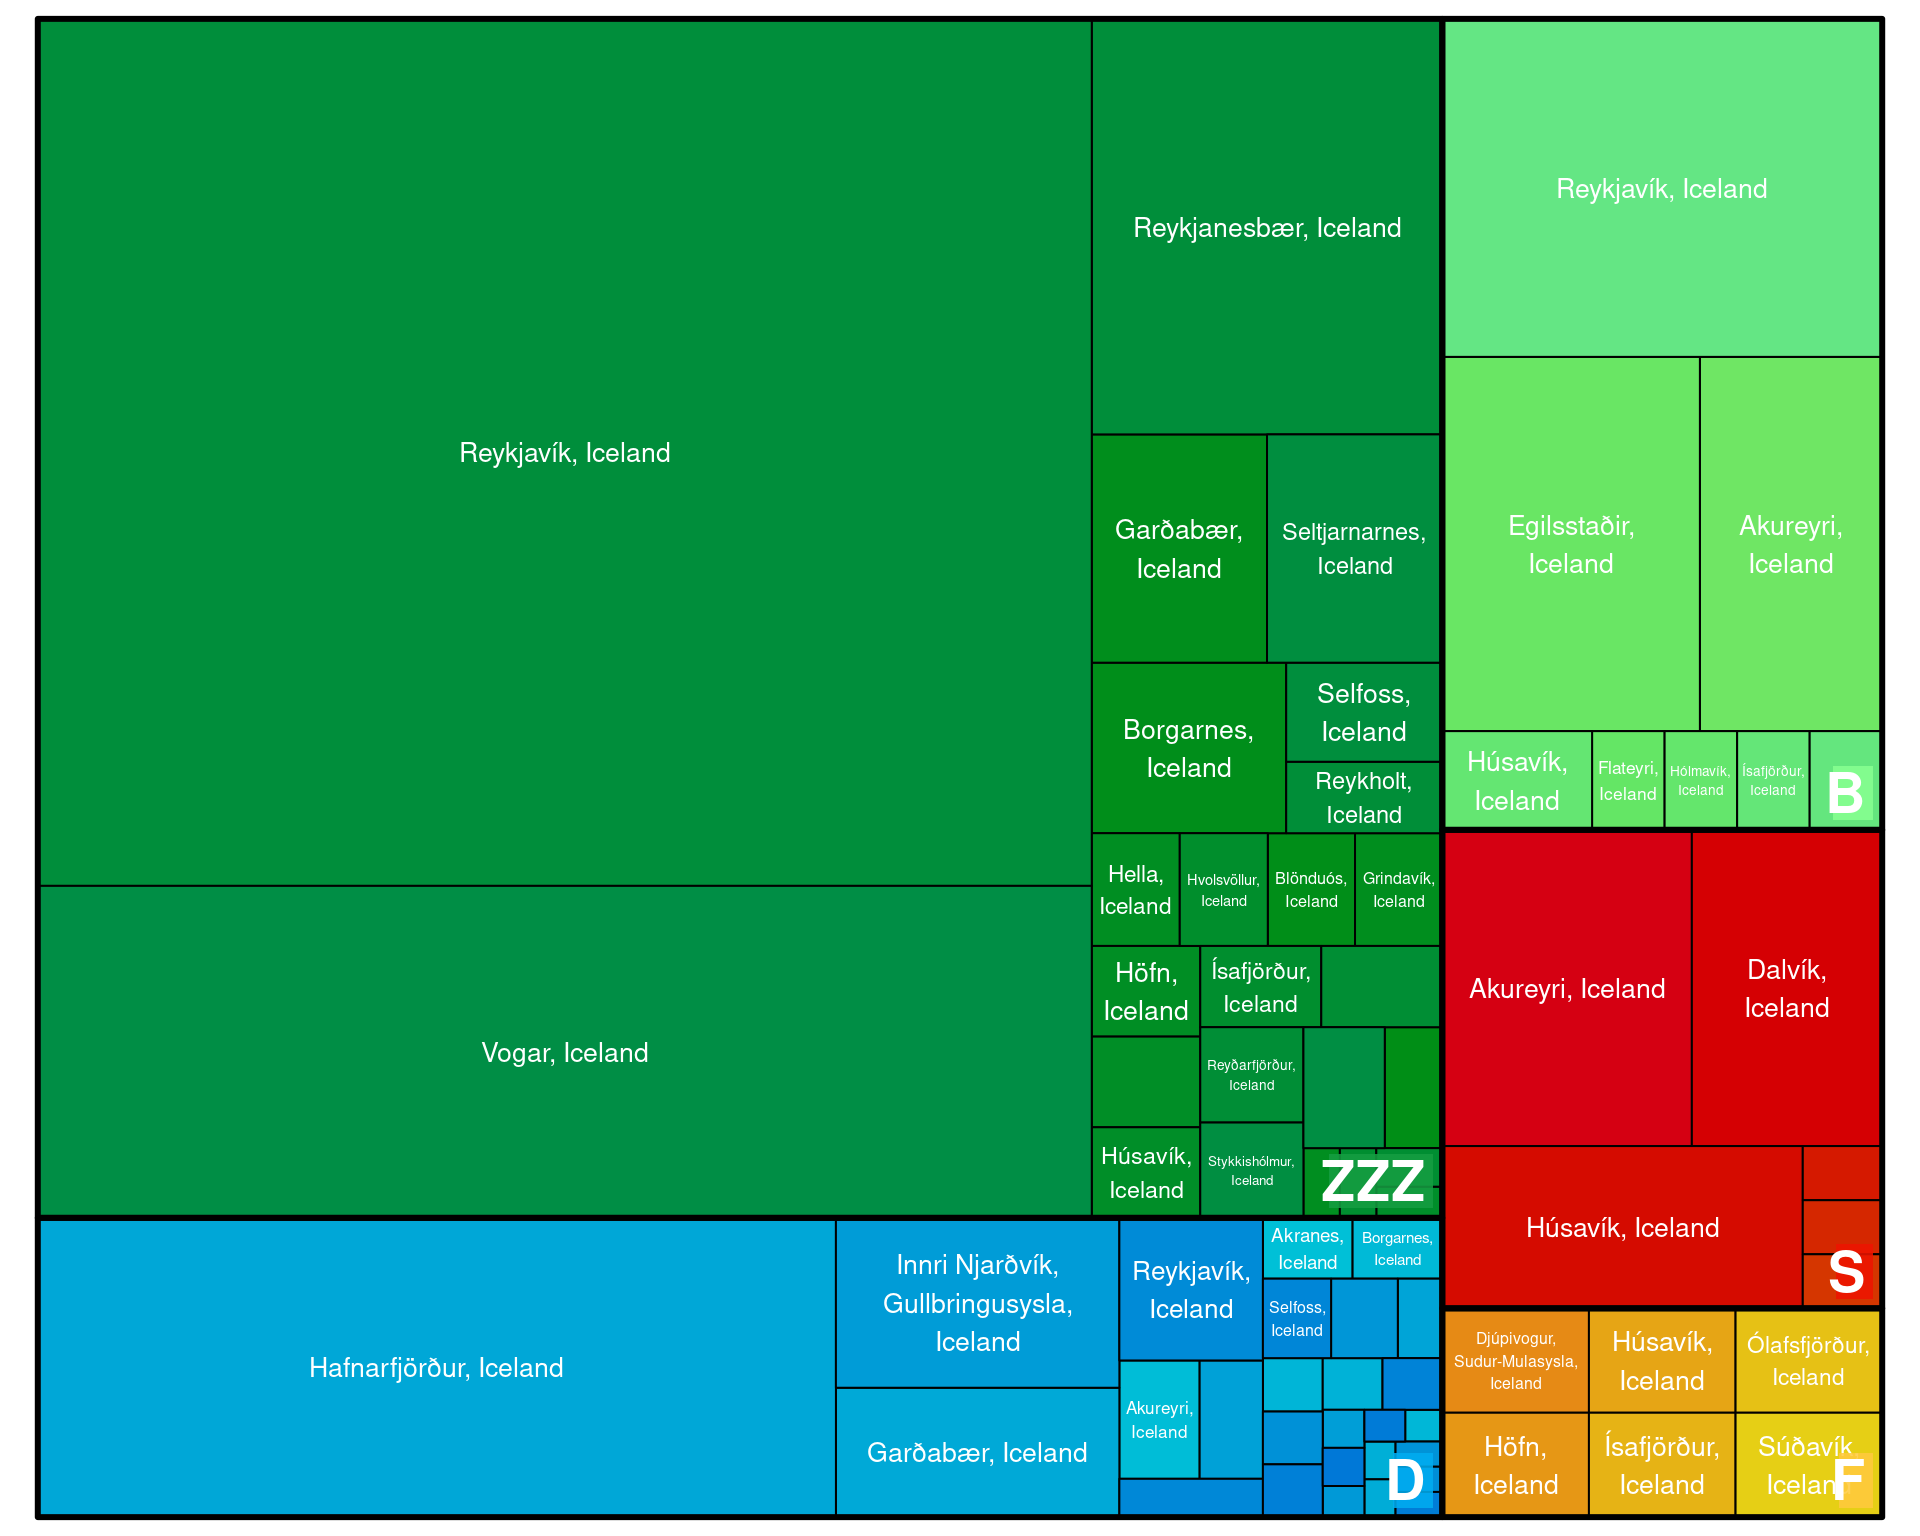 Reykjavík, Iceland
Vogar, Iceland
Reykjanesbær, Iceland
Garðabær,
Iceland
Seltjarnarnes,
Iceland
Borgarnes,
Iceland
Selfoss,
Iceland
Reykholt,
Iceland
Hella,
Iceland
Hvolsvöllur,
Iceland
Blönduós,
Iceland
Grindavík,
Iceland
Höfn,
Iceland
Ísafjörður,
Iceland
Reyðarfjörður,
Iceland
Húsavík,
Iceland
Stykkishólmur,
Iceland
ZZZ
Hafnarfjörður, Iceland
Innri Njarðvík,
Gullbringusysla,
Iceland
Garðabær, Iceland
Reykjavík,
Iceland
Akureyri,
Iceland
Akranes,
Iceland
Borgarnes,
Iceland
Selfoss,
Iceland
D
Reykjavík, Iceland
Egilsstaðir,
Iceland
Akureyri,
Iceland
Húsavík,
Iceland
Flateyri,
Iceland
Hólmavík,
Iceland
Ísafjörður,
Iceland
B
Akureyri, Iceland
Dalvík,
Iceland
Húsavík, Iceland
S
Djúpivogur,
Sudur-Mulasysla,
Iceland
Húsavík,
Iceland
Ólafsfjörður,
Iceland
Höfn,
Iceland
Ísafjörður,
Iceland
Súðavík,
Iceland
F